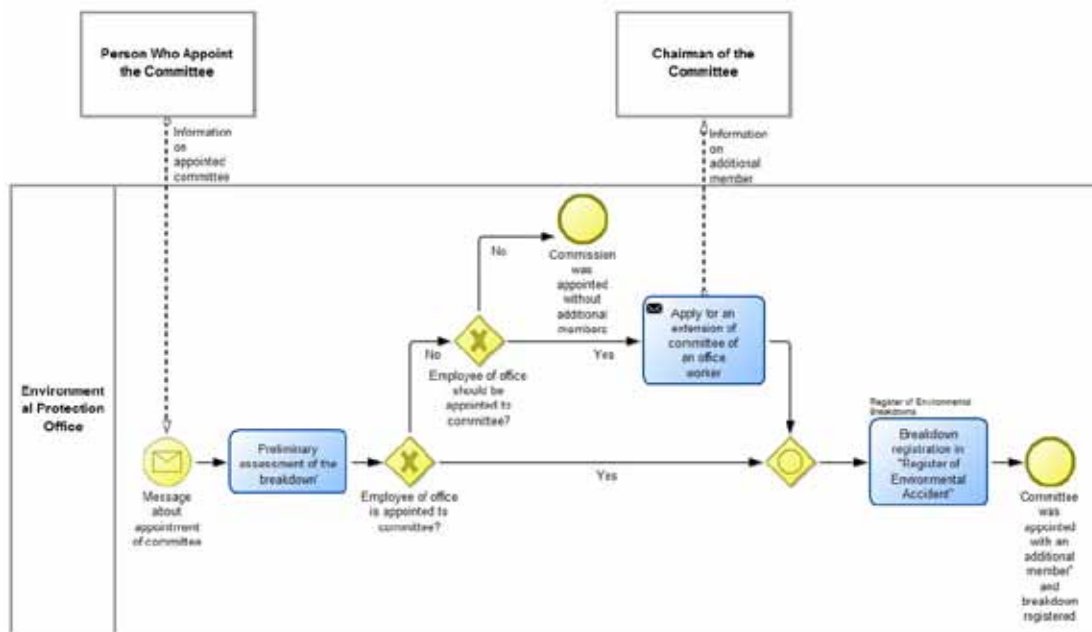 Person Who Appoint
the Committee
Chairman of the
Committee
Information
on
appointed
committee
Information
on
additional
member
No
Commission
was
appointed
without
additional
members
Apply for an
extension of
committee of
an office
worker
No
Yes
Employee of office
should be
appointed to
committee?
Environment
al Protection
Office
Register of Environmental
Breakdowns
Preliminary
assessment of the
breakdown'
Breakdown
registration in
"Register of
Environmental
Accident"
Yes
Message
about
appointment
of committee
Employee of office
is appointed to
committee?
Committee
was
appointed
with an
additional
member"
and
breakdown
registered